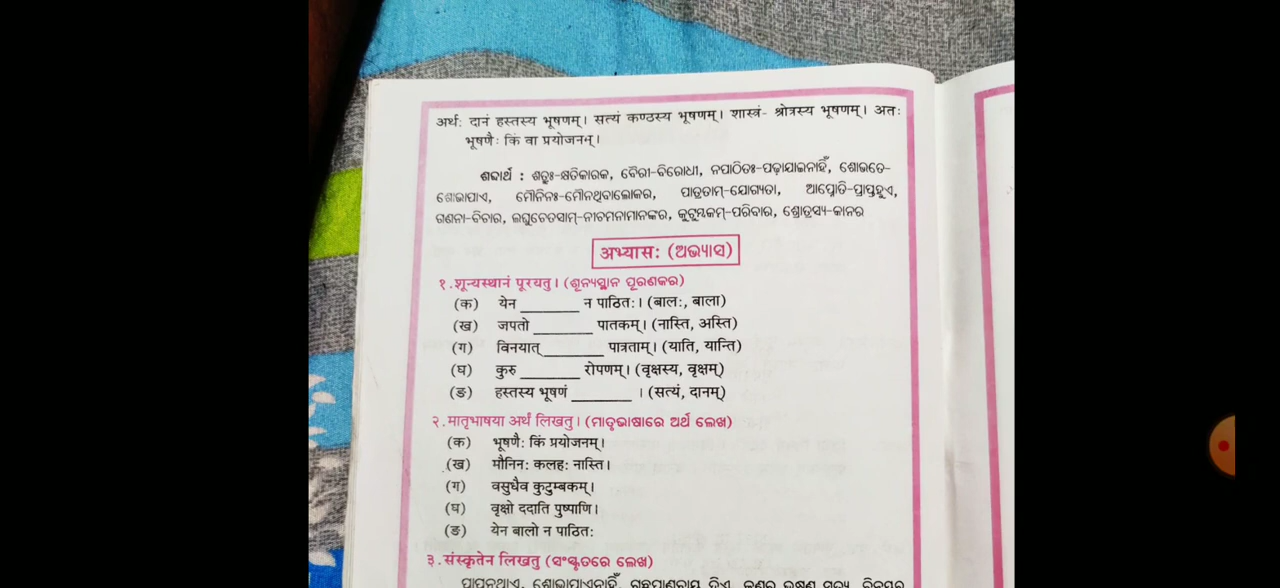 अर्थ: दानं हस्तस्य भूषणम्। सत्यं कण्ठस्य भूषणम्। शास्त्रं- श्रोत्रस्य भूषणम्। अतः
भूषणैः किं वा प्रयोजनन्।
शब्दार्थ : ଶତ୍ରୁଃ-କ୍ଷତିକାରକ, ବୈରୀ-ବିରୋଧୀ, ନପାଠିତଃ-ପଢ଼ାଯାଇନାହିଁ, ଶୋଭତେ-
ଶୋଭାପାଏ, ମୌନିନଃ-ମୌନଥିବାଲୋକର, ପାତ୍ରତାମ୍-ଯୋଗ୍ୟତା, ଆପ୍ନୋତି-ପ୍ରାପ୍ତହୁଏ,
ଗଣନା-ବିଚାର, ଲଘୁଚେତସାମ୍-ନୀଚମନାମାନଙ୍କର, କୁଟୁମ୍ବକମ୍-ପରିବାର, ଶ୍ରୋତ୍ରସ୍ୟ-କାନର
अभ्यासः (ଅଭ୍ୟାସ)
१.शून्यस्थानं पूरयतु। (ଶୂନ୍ୟସ୍ଥାନ ପୂରଣକର)
(क) येन ________ न पाठितः। (बालः, बाला)
(ख) जपतो ________ पातकम्। (नास्ति, अस्ति)
(ग) विनयात् ________ पात्रताम्। (याति, यान्ति)
(घ) कुरु ________ रोपणम्। (वृक्षस्य, वृक्षम्)
(ङ) हस्तस्य भूषणं ________ । (सत्यं, दानम्)
२.मातृभाषया अर्थं लिखतु। (ମାତୃଭାଷାରେ ଅର୍ଥ ଲେଖ)
(क) भूषणैः किं प्रयोजनम्।
(ख) मौनिनः कलहः नास्ति।
(ग) वसुधैव कुटुम्बकम्।
(घ) वृक्षो ददाति पुष्पाणि।
(ङ) येन बालो न पाठितः
३.संस्कृतेन लिखतु (ସଂସ୍କୃତରେ ଲେଖ)
ଶୋଭାପାଏନାହିଁ,